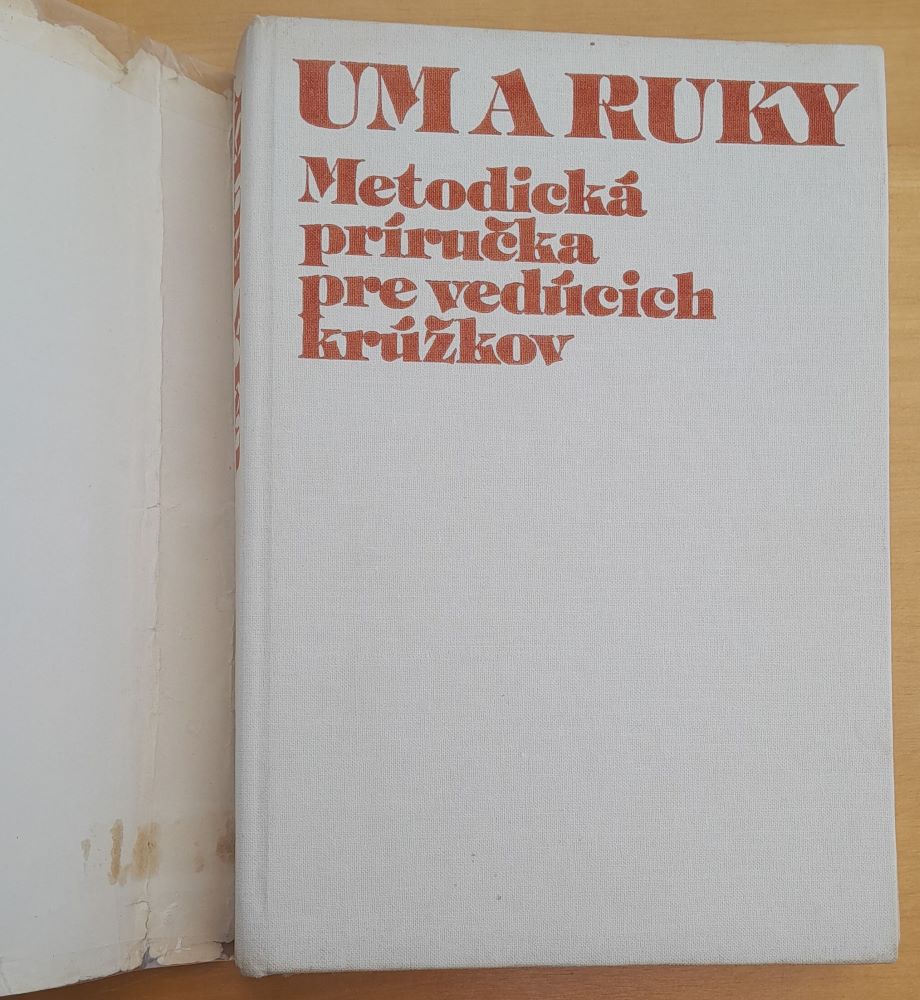 UM A RUKY
Metodická
príručka
pre vedúcich
krúžkov